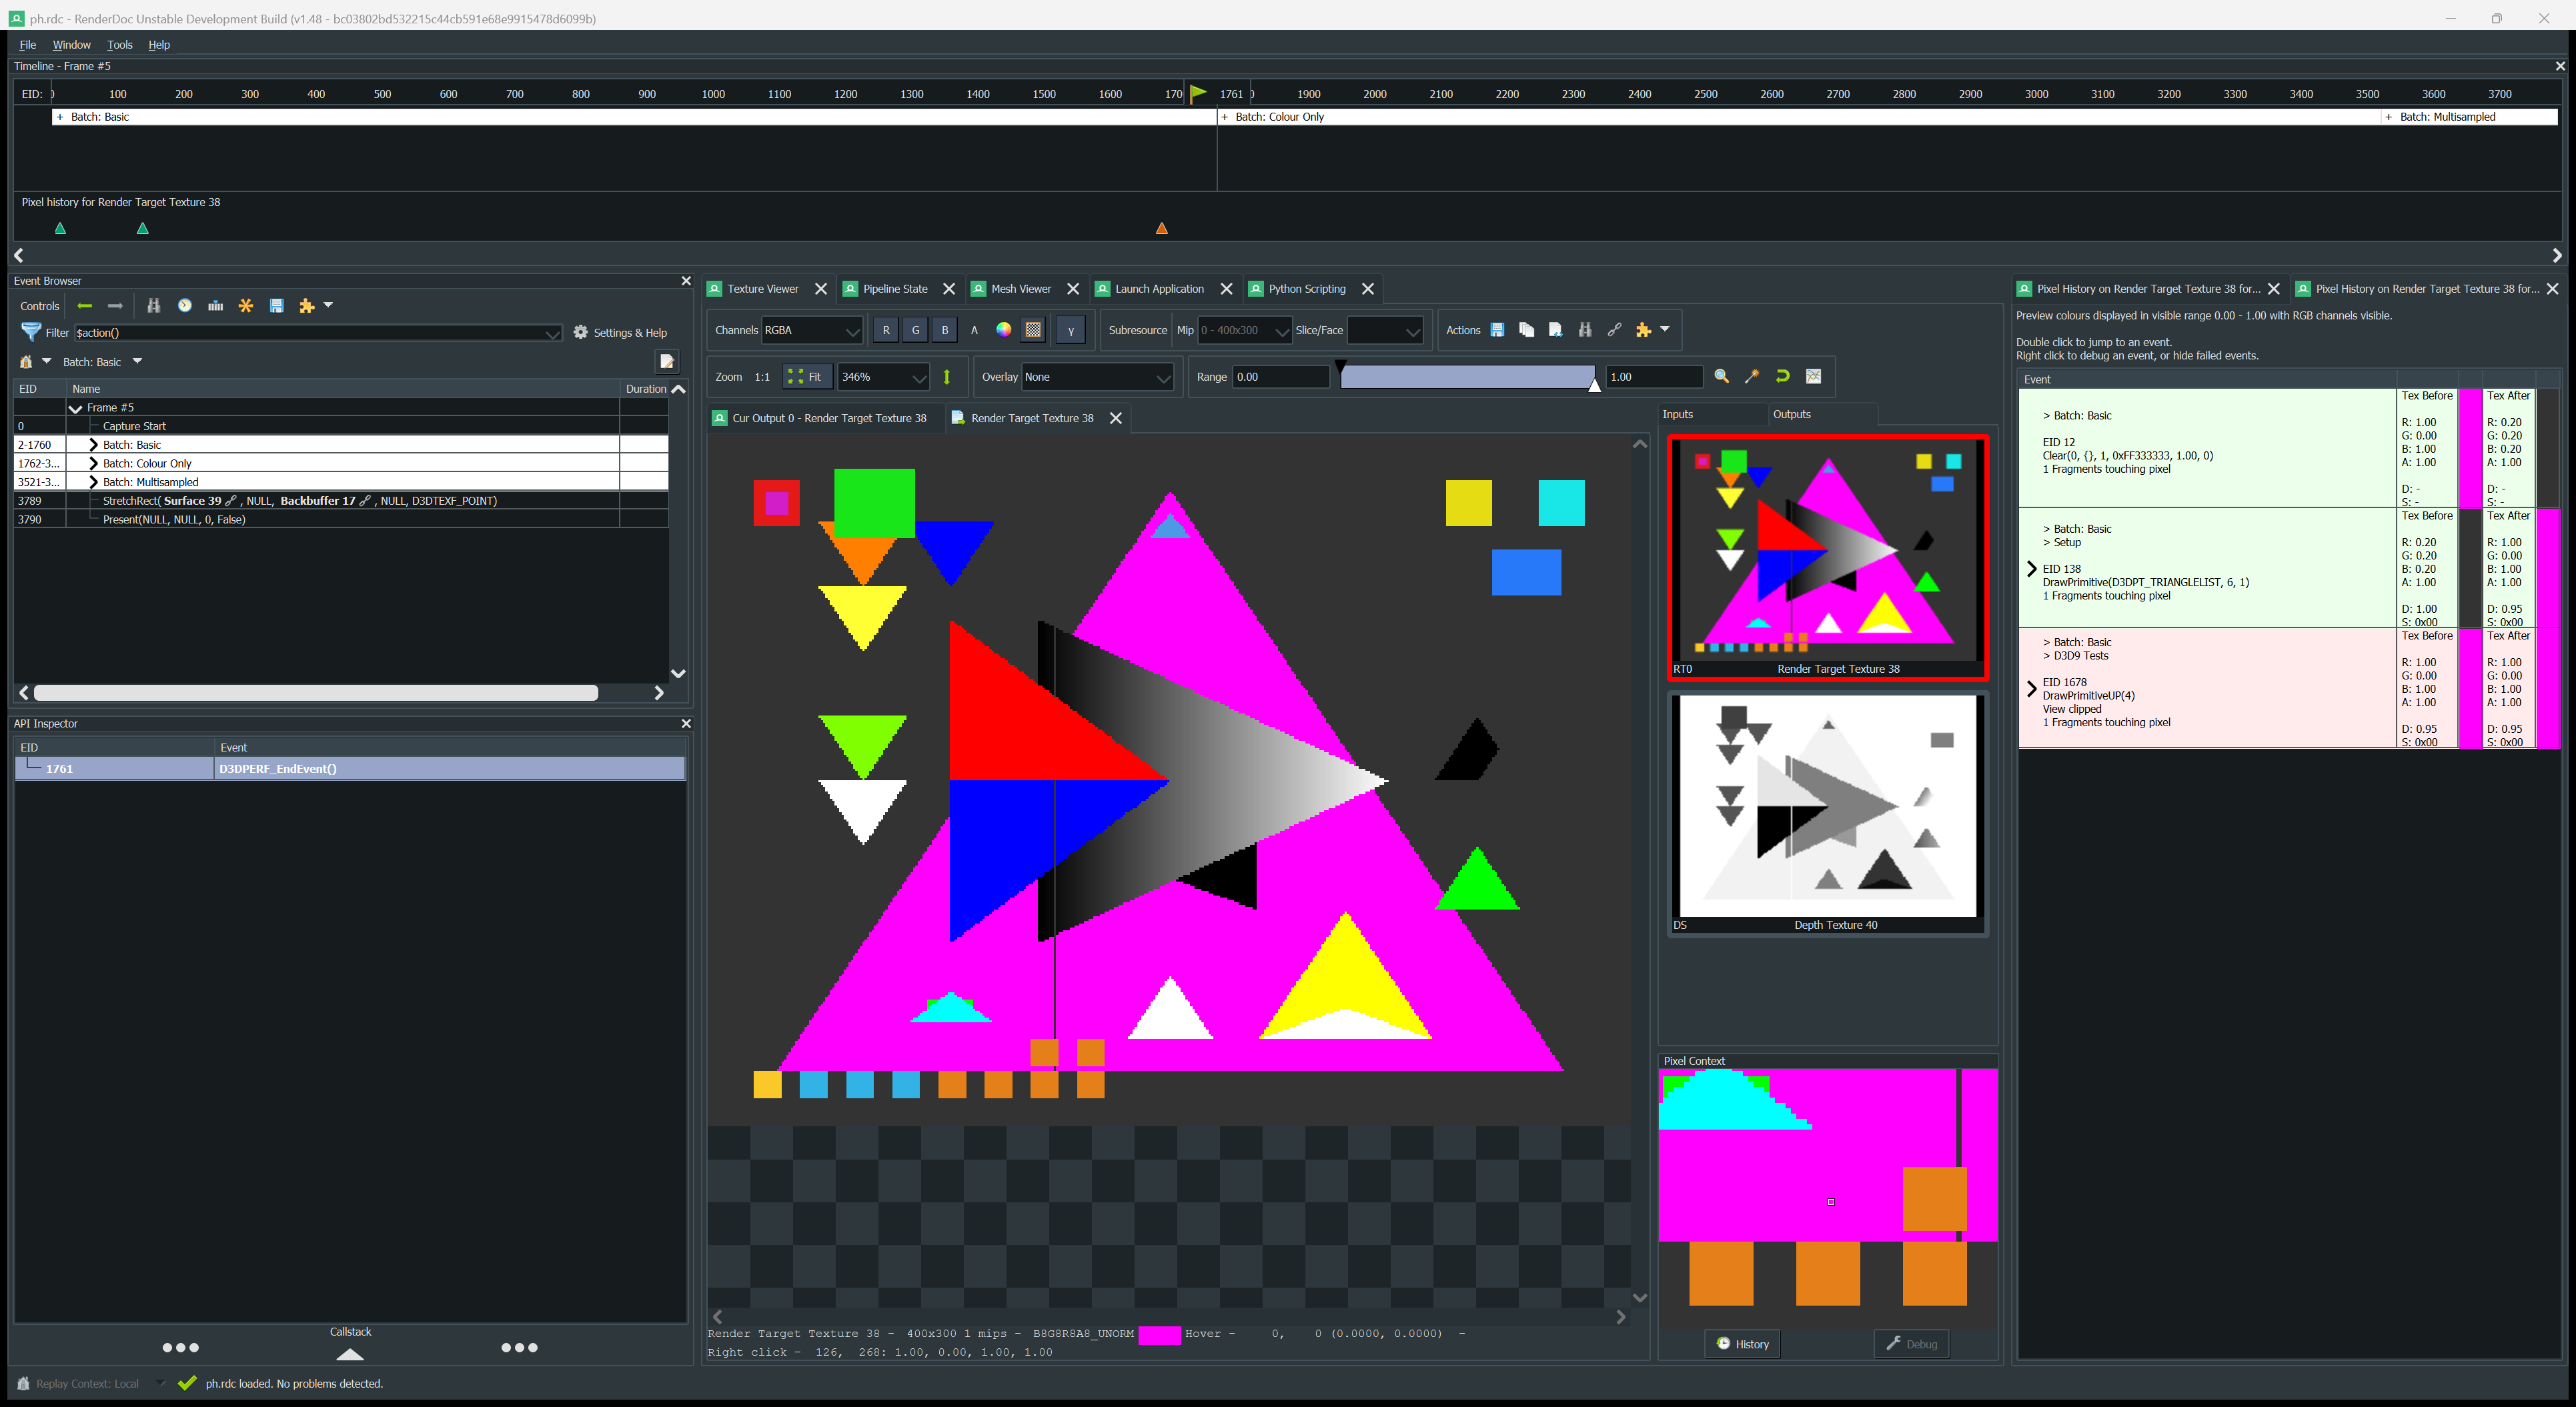 ph.rdc - RenderDoc Unstable Development Build (v1.48 - bc03802bd532215c44cb591e68e9915478d6099b)
File Window Tools Help
Timeline - Frame #5
EID: 100 200 300 400 500 600 700 800 900 1000 1100 1200 1300 1400 1500 1600 170 1761 1900 2000 2100 2200 2300 2400 2500 2600 2700 2800 2900 3000 3100 3200 3300 3400 3500 3600 3700
+ Batch: Basic + Batch: Colour Only + Batch: Multisampled
Pixel history for Render Target Texture 38
Event Browser
Controls
Filter $action() Settings & Help
Batch: Basic
EID Name Duration
Frame #5
0 Capture Start
2-1760 Batch: Basic
1762-3... Batch: Colour Only
3521-3... Batch: Multisampled
3789 StretchRect( Surface 39 , NULL, Backbuffer 17 , NULL, D3DTEXF_POINT)
3790 Present(NULL, NULL, 0, False)
API Inspector
EID Event
1761 D3DPERF_EndEvent()
Callstack
Texture Viewer Pipeline State Mesh Viewer Launch Application Python Scripting
Channels RGBA R G B A γ Subresource Mip 0 - 400x300 Slice/Face Actions
Zoom 1:1 Fit 346% Overlay None Range 0.00 1.00
Cur Output 0 - Render Target Texture 38 Render Target Texture 38
Render Target Texture 38 - 400x300 1 mips - B8G8R8A8_UNORM Hover - 0, 0 (0.0000, 0.0000) -
Right click - 126, 268: 1.00, 0.00, 1.00, 1.00
Inputs Outputs
RT0 Render Target Texture 38
DS Depth Texture 40
Pixel Context
History Debug
Pixel History on Render Target Texture 38 for... Pixel History on Render Target Texture 38 for...
Preview colours displayed in visible range 0.00 - 1.00 with RGB channels visible.
Double click to jump to an event.
Right click to debug an event, or hide failed events.
Event
> Batch: Basic
EID 12
Clear(0, {}, 1, 0xFF333333, 1.00, 0)
1 Fragments touching pixel
Tex Before Tex After
R: 1.00 R: 0.20
G: 0.00 G: 0.20
B: 1.00 B: 0.20
A: 1.00 A: 1.00
D: - D: -
S: - S: -
> Batch: Basic
> Setup
EID 138
DrawPrimitive(D3DPT_TRIANGLELIST, 6, 1)
1 Fragments touching pixel
Tex Before Tex After
R: 0.20 R: 1.00
G: 0.20 G: 0.00
B: 0.20 B: 1.00
A: 1.00 A: 1.00
D: 1.00 D: 0.95
S: 0x00 S: 0x00
> Batch: Basic
> D3D9 Tests
EID 1678
DrawPrimitiveUP(4)
View clipped
1 Fragments touching pixel
Tex Before Tex After
R: 1.00 R: 1.00
G: 0.00 G: 0.00
B: 1.00 B: 1.00
A: 1.00 A: 1.00
D: 0.95 D: 0.95
S: 0x00 S: 0x00
Replay Context: Local ph.rdc loaded. No problems detected.